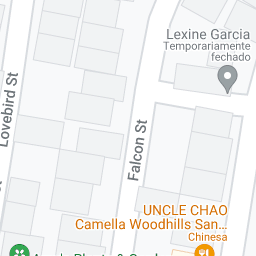 Lexine Garcia
Temporariamente
fechado
Lovebird St
Falcon St
UNCLE CHAO
Camella Woodhills San...
Chinesa